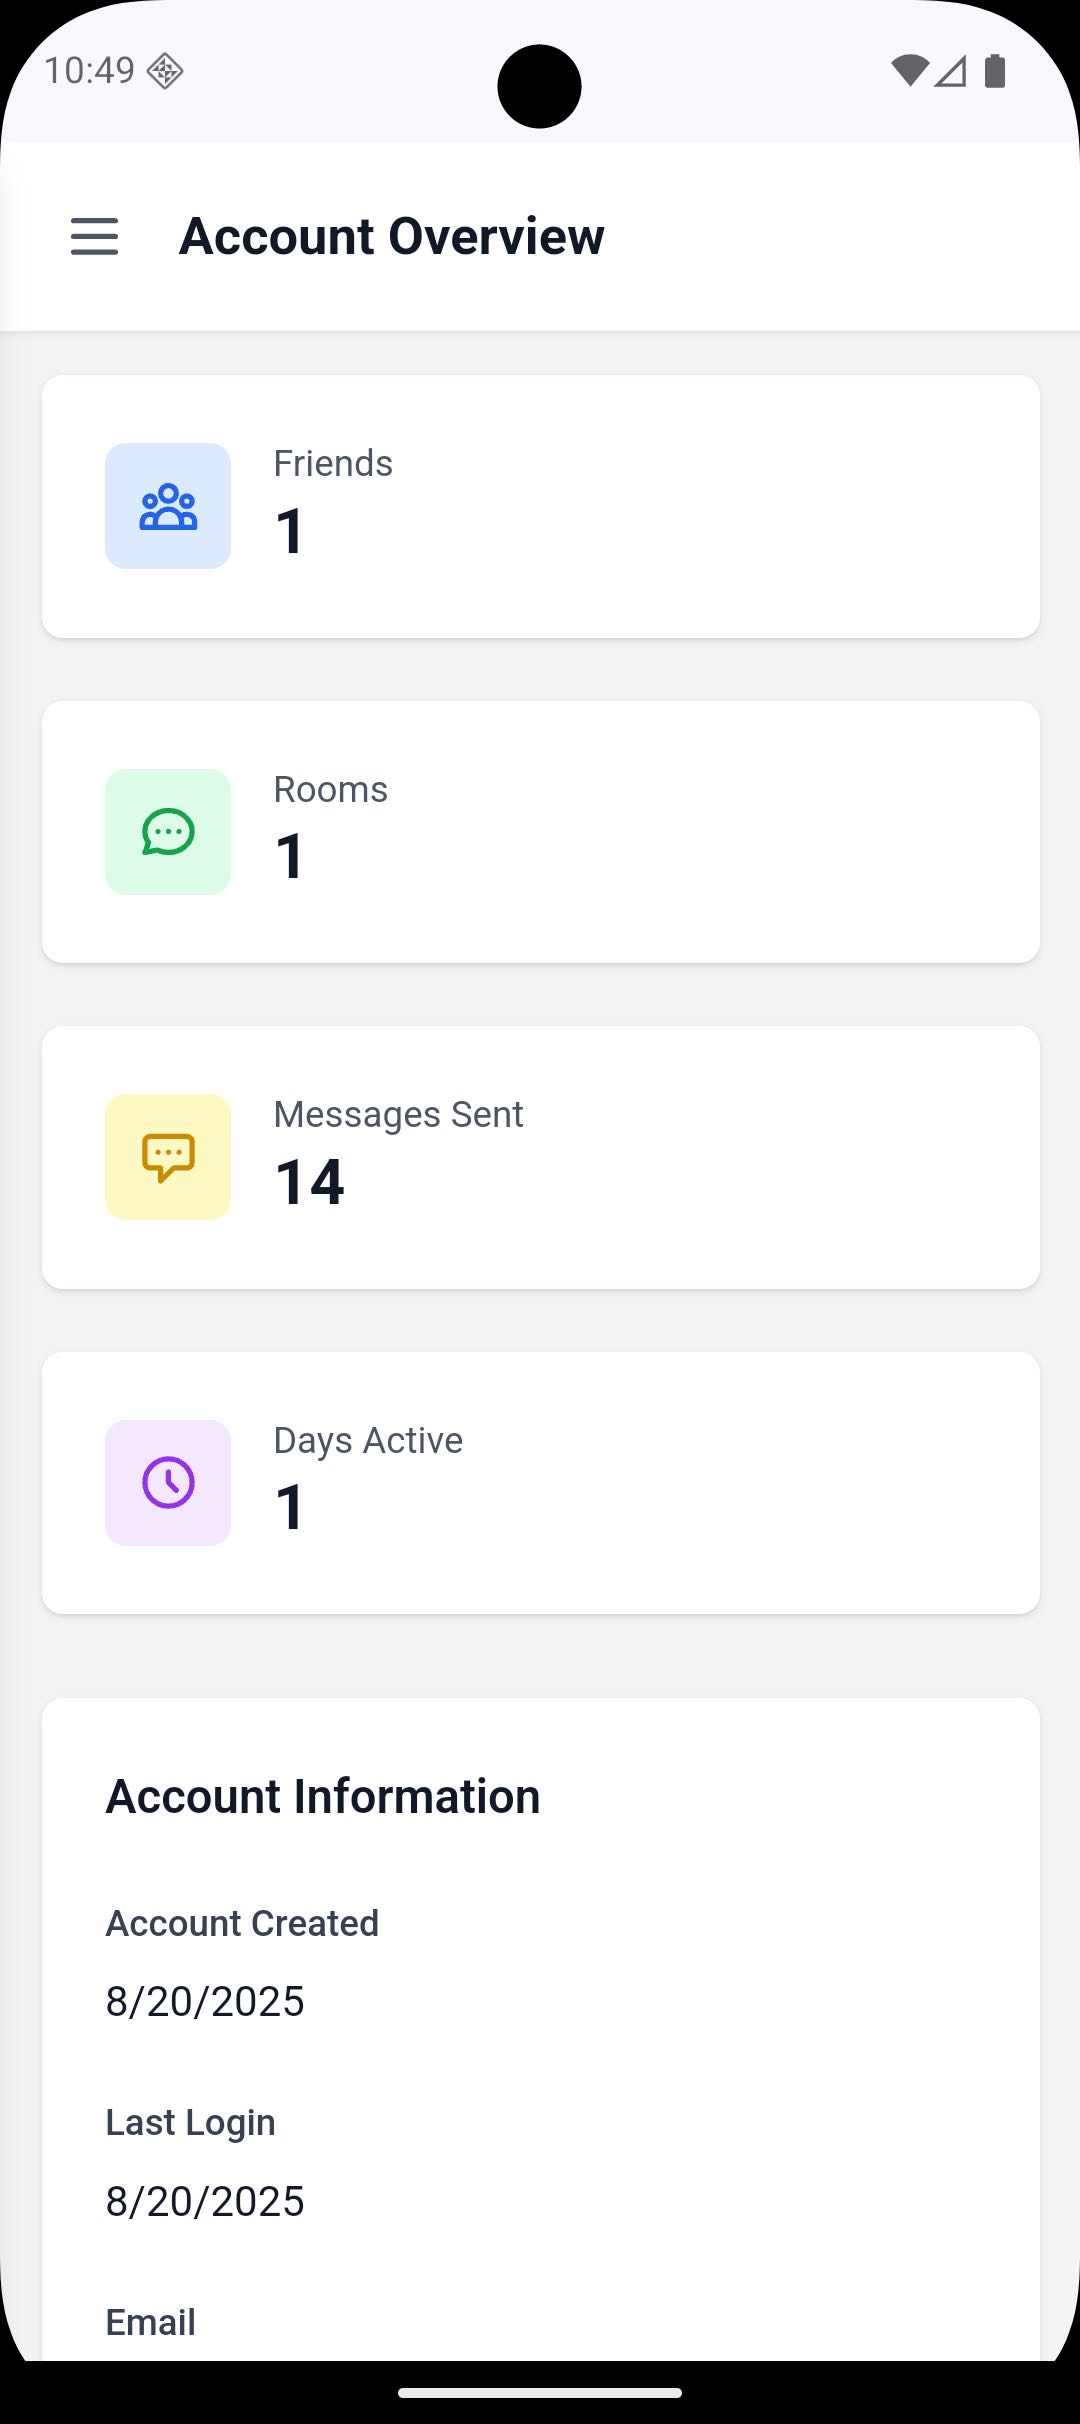 10:49
Account Overview
Friends
1
Rooms
1
Messages Sent
14
Days Active
1
Account Information
Account Created
8/20/2025
Last Login
8/20/2025
Email